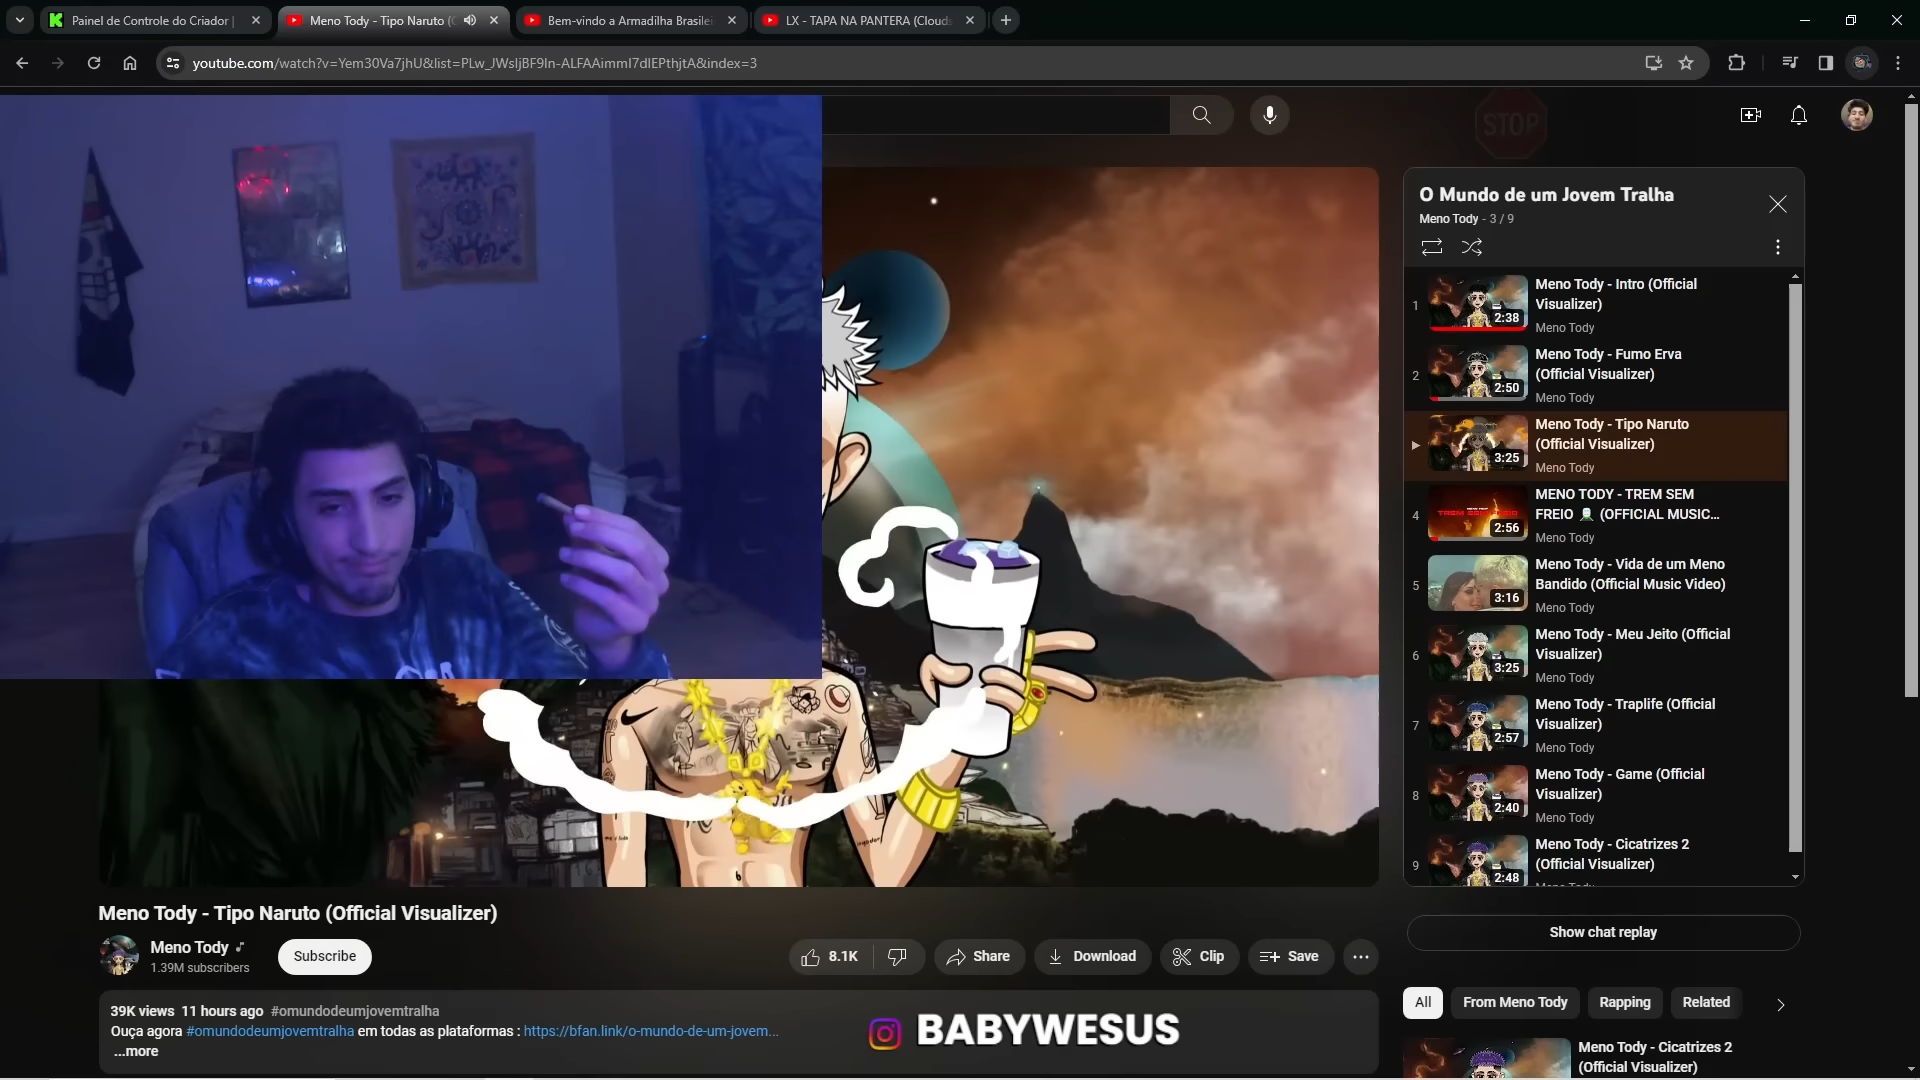 Painel de Controle do Criador |
Meno Tody - Tipo Naruto (
Bem-vindo a Armadilha Brasilei
LX - TAPA NA PANTERA (Clouds
youtube.com/watch?v=Yem30Va7jhU&list=PLw_JWsljBF9In-ALFAAimmI7dIEPthjtA&index=3
STOP
O Mundo de um Jovem Tralha
Meno Tody - 3 / 9
1
2:38
Meno Tody - Intro (Official
Visualizer)
Meno Tody
2
2:50
Meno Tody - Fumo Erva
(Official Visualizer)
Meno Tody
3:25
Meno Tody - Tipo Naruto
(Official Visualizer)
Meno Tody
4
2:56
MENO TODY - TREM SEM
FREIO (OFFICIAL MUSIC...
Meno Tody
5
3:16
Meno Tody - Vida de um Meno
Bandido (Official Music Video)
Meno Tody
6
3:25
Meno Tody - Meu Jeito (Official
Visualizer)
Meno Tody
7
2:57
Meno Tody - Traplife (Official
Visualizer)
Meno Tody
8
2:40
Meno Tody - Game (Official
Visualizer)
Meno Tody
9
2:48
Meno Tody - Cicatrizes 2
(Official Visualizer)
Meno Tody - Tipo Naruto (Official Visualizer)
Meno Tody
1.39M subscribers
Subscribe
8.1K
Share
Download
Clip
Save
Show chat replay
39K views 11 hours ago #omundodeumjovemtralha
Ouça agora #omundodeumjovemtralha em todas as plataformas : https://bfan.link/o-mundo-de-um-jovem...
...more
BABYWESUS
All
From Meno Tody
Rapping
Related
Meno Tody - Cicatrizes 2
(Official Visualizer)